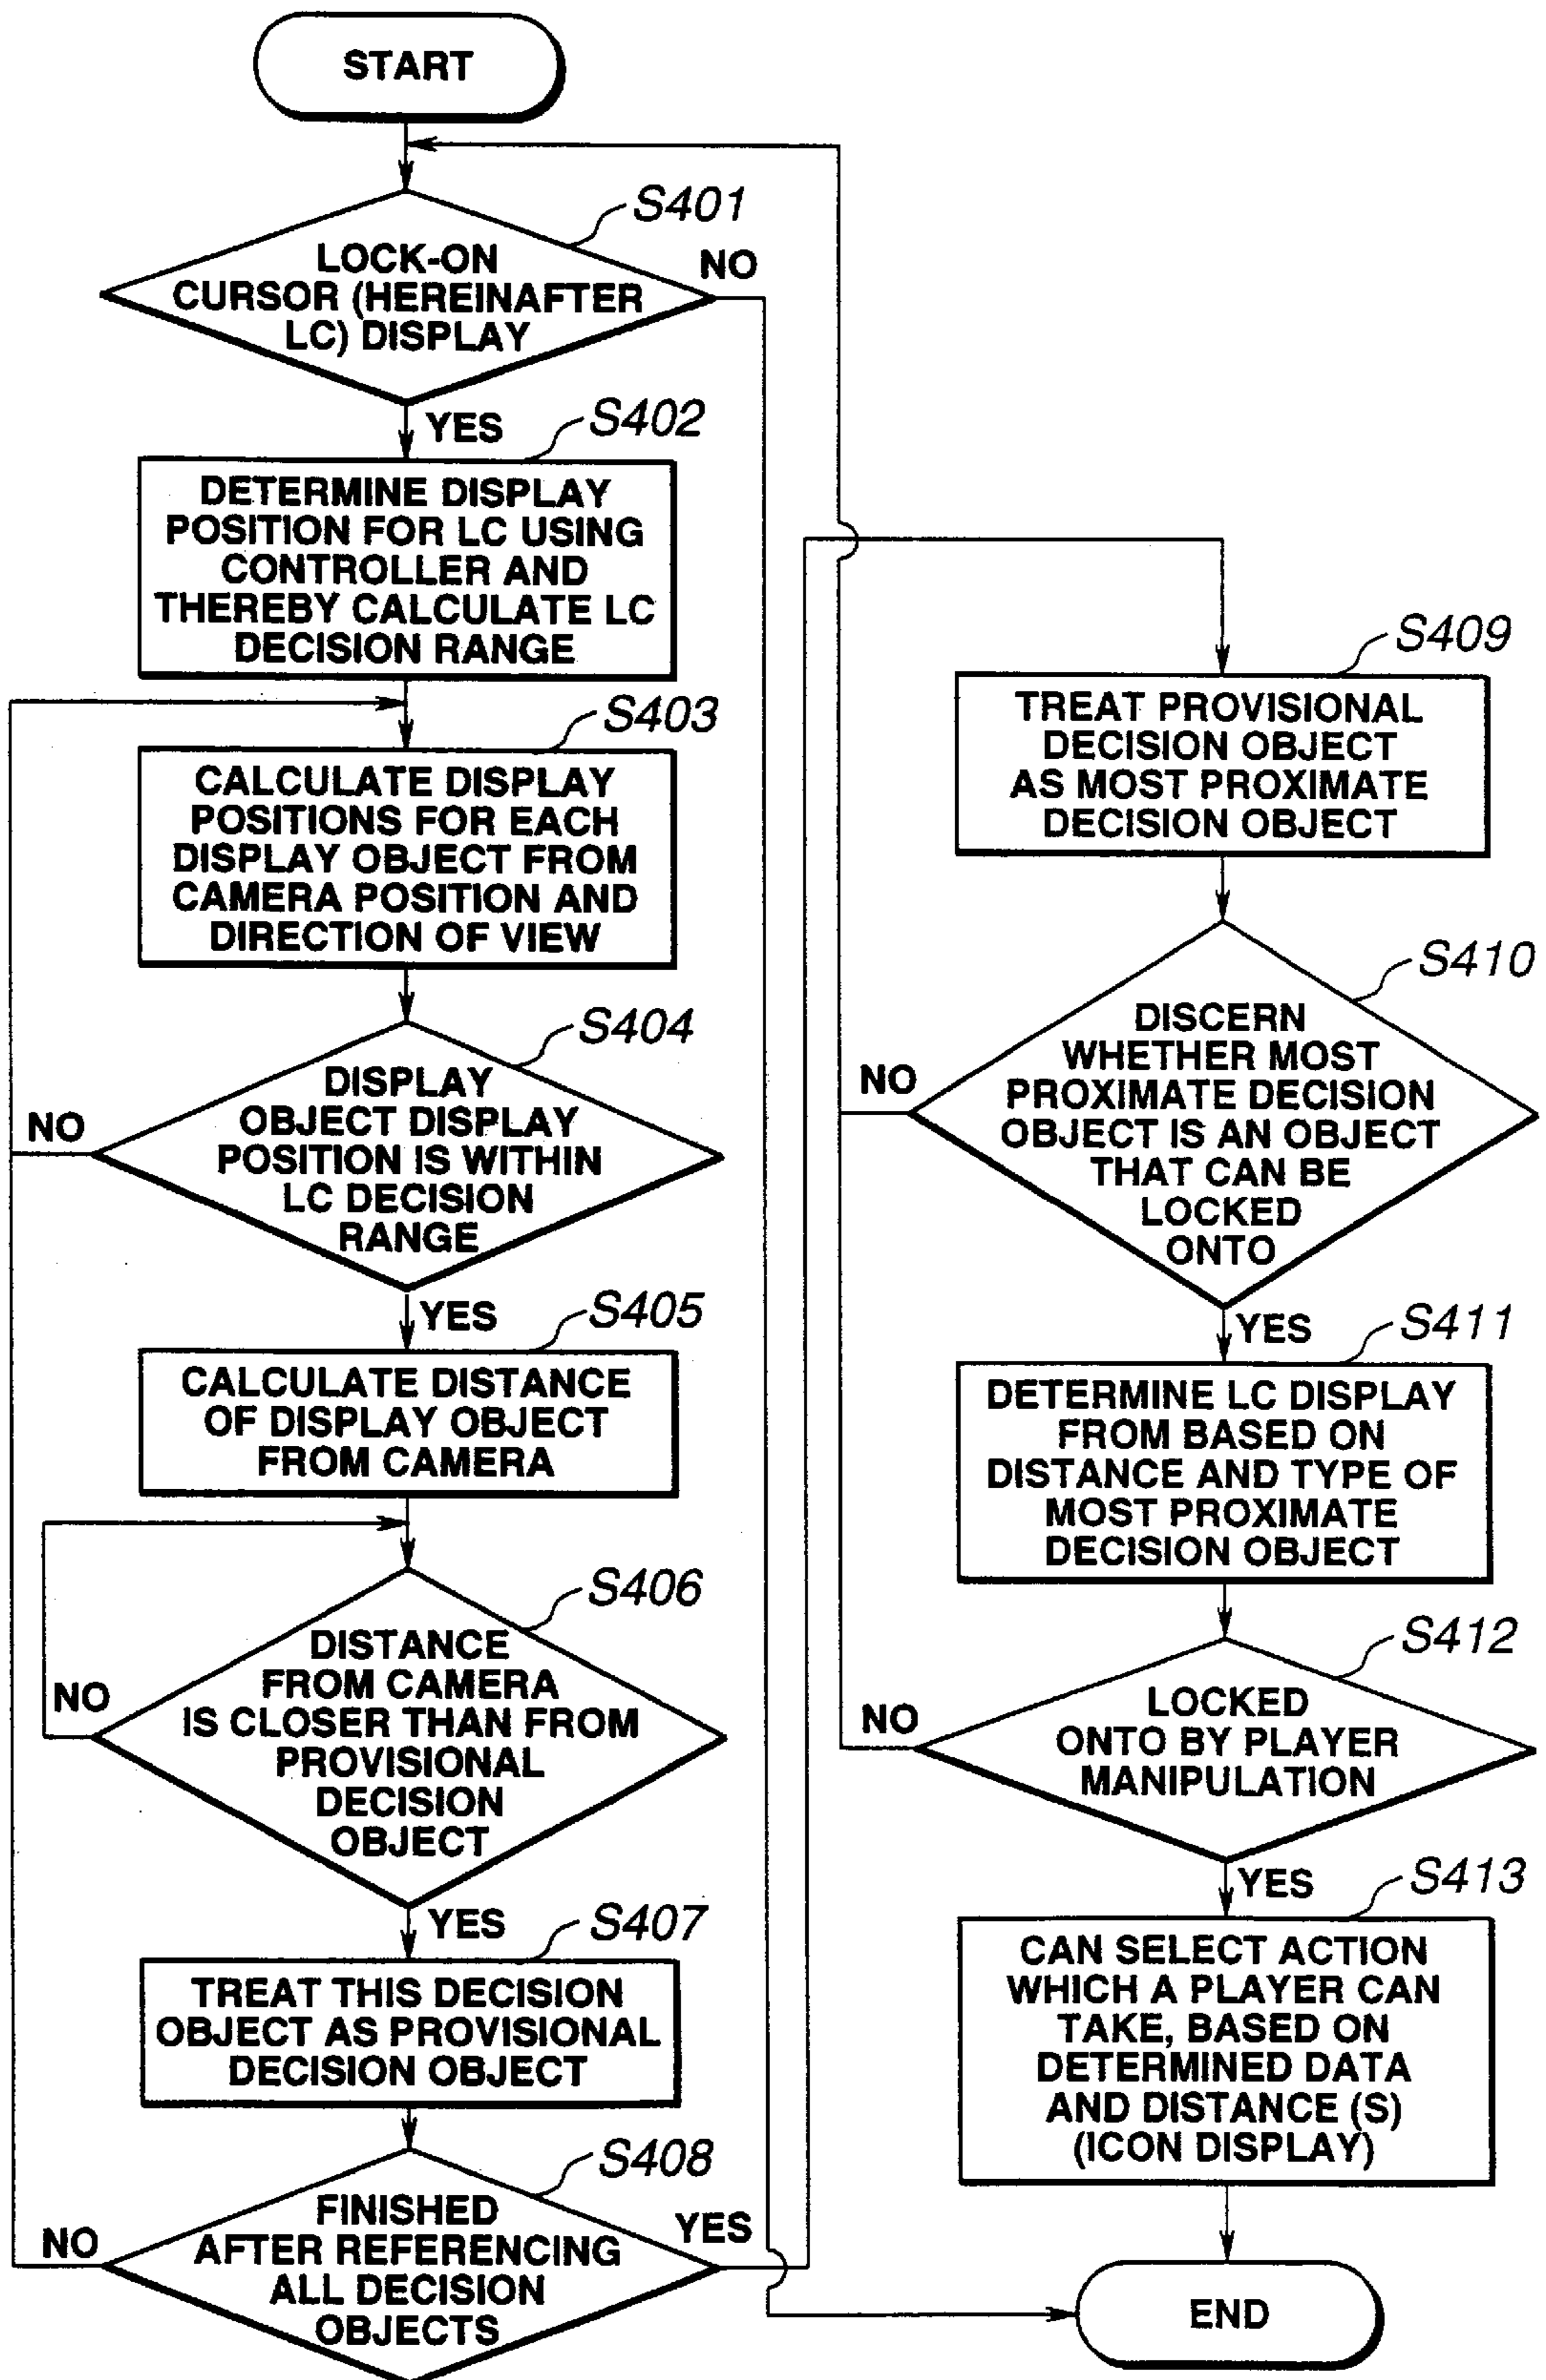 START
S401
LOCK-ON
CURSOR (HEREINAFTER
LC) DISPLAY
NO
YES
S402
DETERMINE DISPLAY
POSITION FOR LC USING
CONTROLLER AND
THEREBY CALCULATE LC
DECISION RANGE
S403
CALCULATE DISPLAY
POSITIONS FOR EACH
DISPLAY OBJECT FROM
CAMERA POSITION AND
DIRECTION OF VIEW
S404
DISPLAY
OBJECT DISPLAY
POSITION IS WITHIN
LC DECISION
RANGE
NO
YES
S405
CALCULATE DISTANCE
OF DISPLAY OBJECT
FROM CAMERA
S406
DISTANCE
FROM CAMERA
IS CLOSER THAN FROM
PROVISIONAL
DECISION
OBJECT
NO
YES
S407
TREAT THIS DECISION
OBJECT AS PROVISIONAL
DECISION OBJECT
S408
FINISHED
AFTER REFERENCING
ALL DECISION
OBJECTS
NO
YES
S409
TREAT PROVISIONAL
DECISION OBJECT
AS MOST PROXIMATE
DECISION OBJECT
S410
DISCERN
WHETHER MOST
PROXIMATE DECISION
OBJECT IS AN OBJECT
THAT CAN BE
LOCKED
ONTO
NO
YES
S411
DETERMINE LC DISPLAY
FROM BASED ON
DISTANCE AND TYPE OF
MOST PROXIMATE
DECISION OBJECT
S412
LOCKED
ONTO BY PLAYER
MANIPULATION
NO
YES
S413
CAN SELECT ACTION
WHICH A PLAYER CAN
TAKE, BASED ON
DETERMINED DATA
AND DISTANCE (S)
(ICON DISPLAY)
END